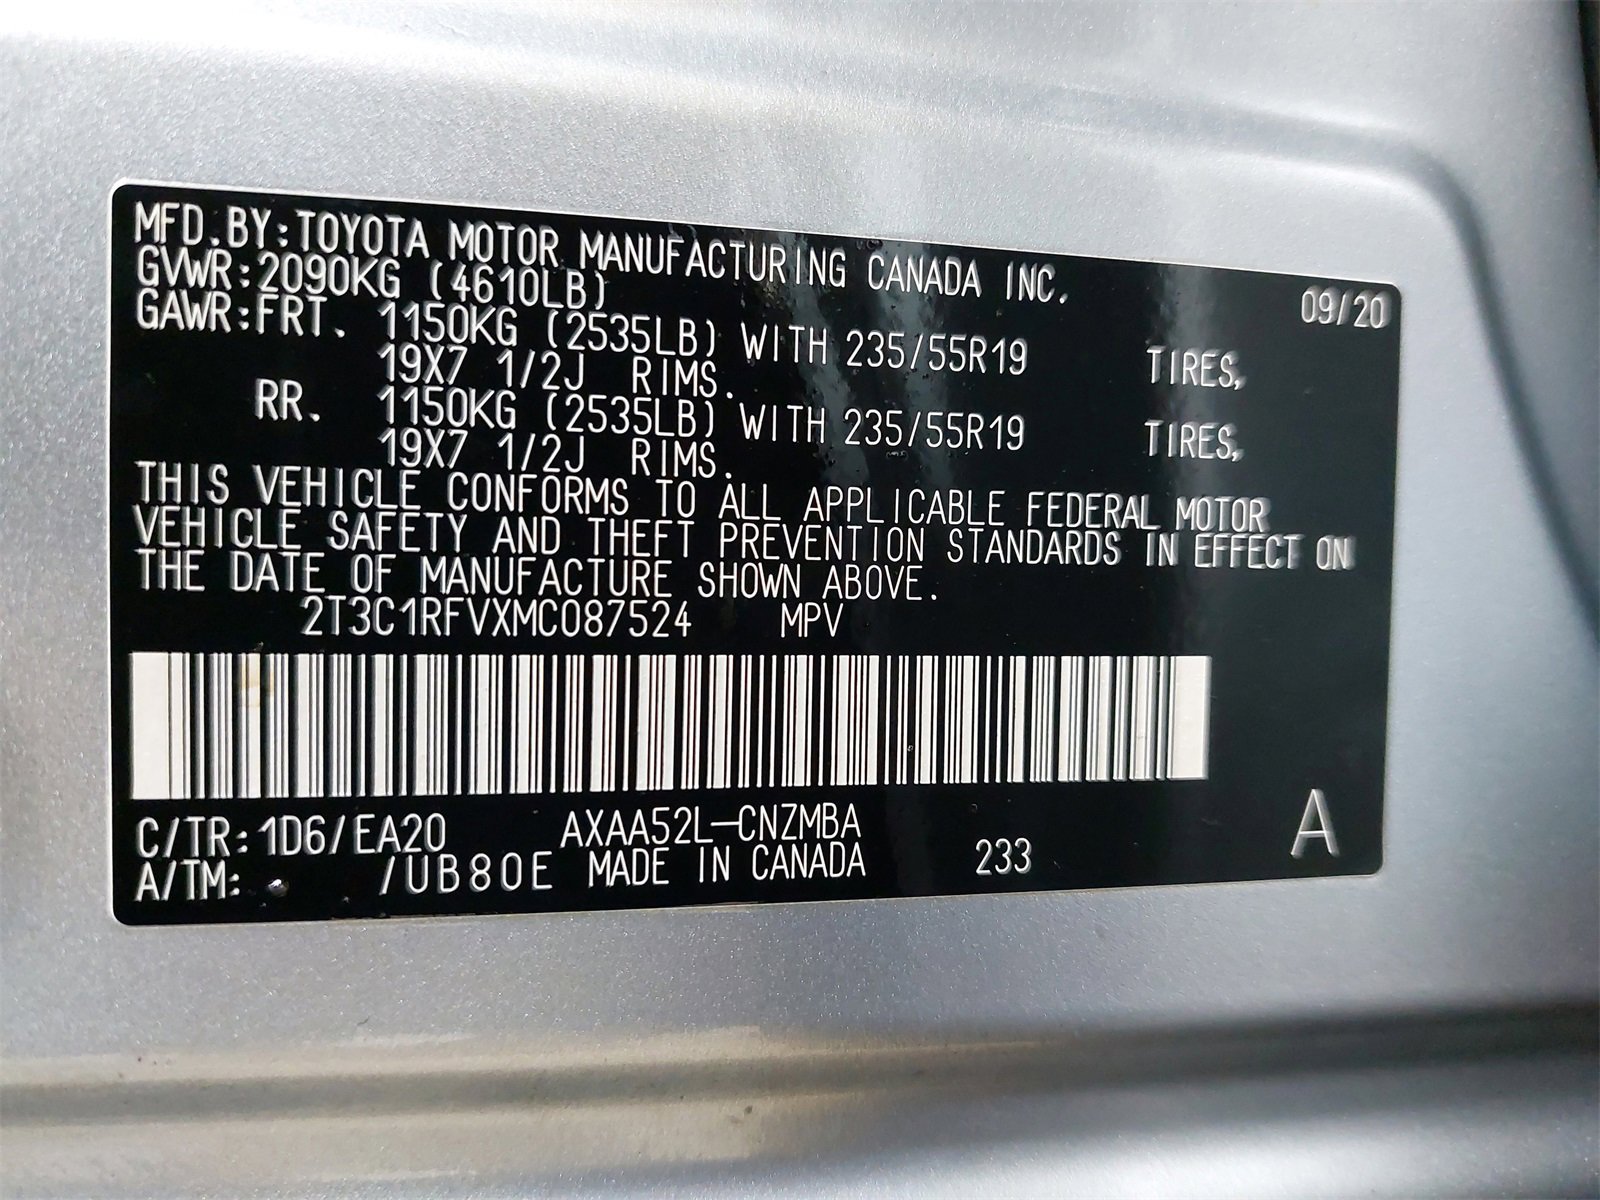 MFD.BY:TOYOTA MOTOR MANUFACTURING CANADA INC.
GVWR:2090KG (4610LB) 09/20
GAWR:FRT. 1150KG (2535LB) WITH 235/55R19 TIRES,
19X7 1/2J RIMS.
RR. 1150KG (2535LB) WITH 235/55R19 TIRES,
19X7 1/2J RIMS.
THIS VEHICLE CONFORMS TO ALL APPLICABLE FEDERAL MOTOR
VEHICLE SAFETY AND THEFT PREVENTION STANDARDS IN EFFECT ON
THE DATE OF MANUFACTURE SHOWN ABOVE.
2T3C1RFVXMC087524 MPV
C/TR:1D6/EA20 AXAA52L-CNZMBA
A/TM: /UB80E MADE IN CANADA 233 A